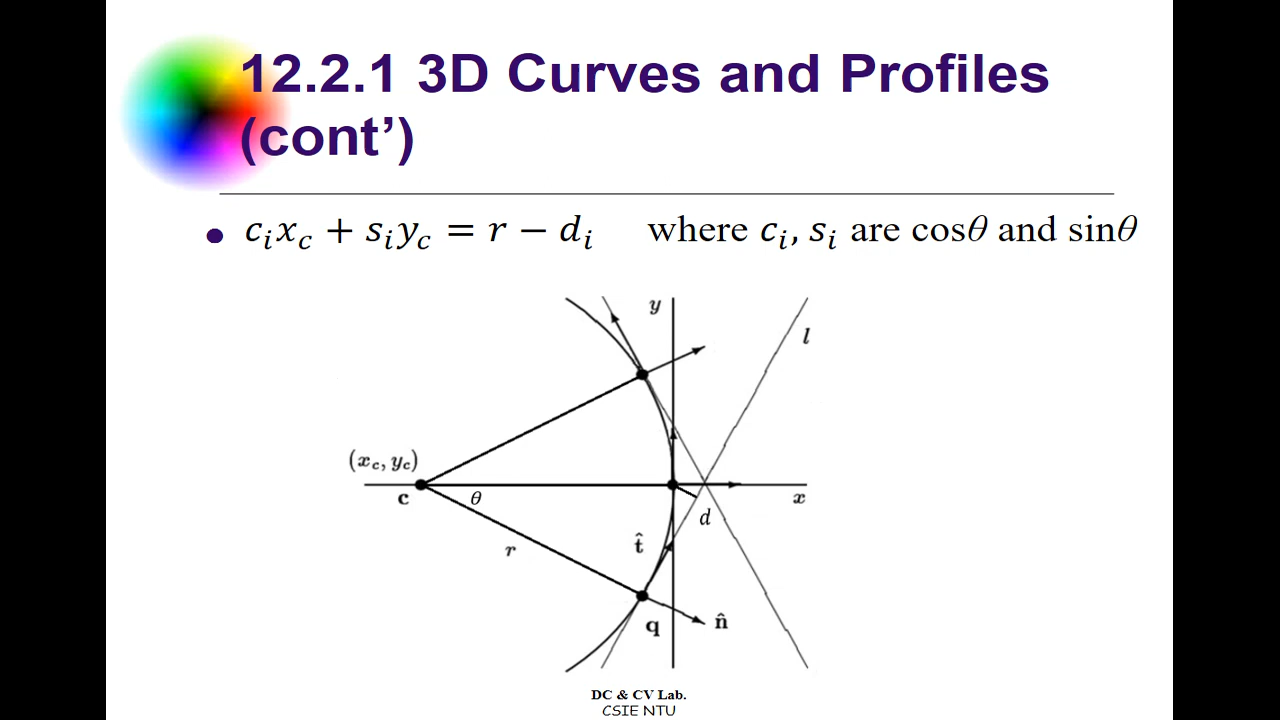 12.2.1 3D Curves and Profiles
(cont’)
● cᵢx_c + sᵢy_c = r − dᵢ where cᵢ, sᵢ are cosθ and sinθ
y
l
(x_c, y_c)
c
θ
x
d
r
t̂
q
n̂
DC & CV Lab.
CSIE NTU